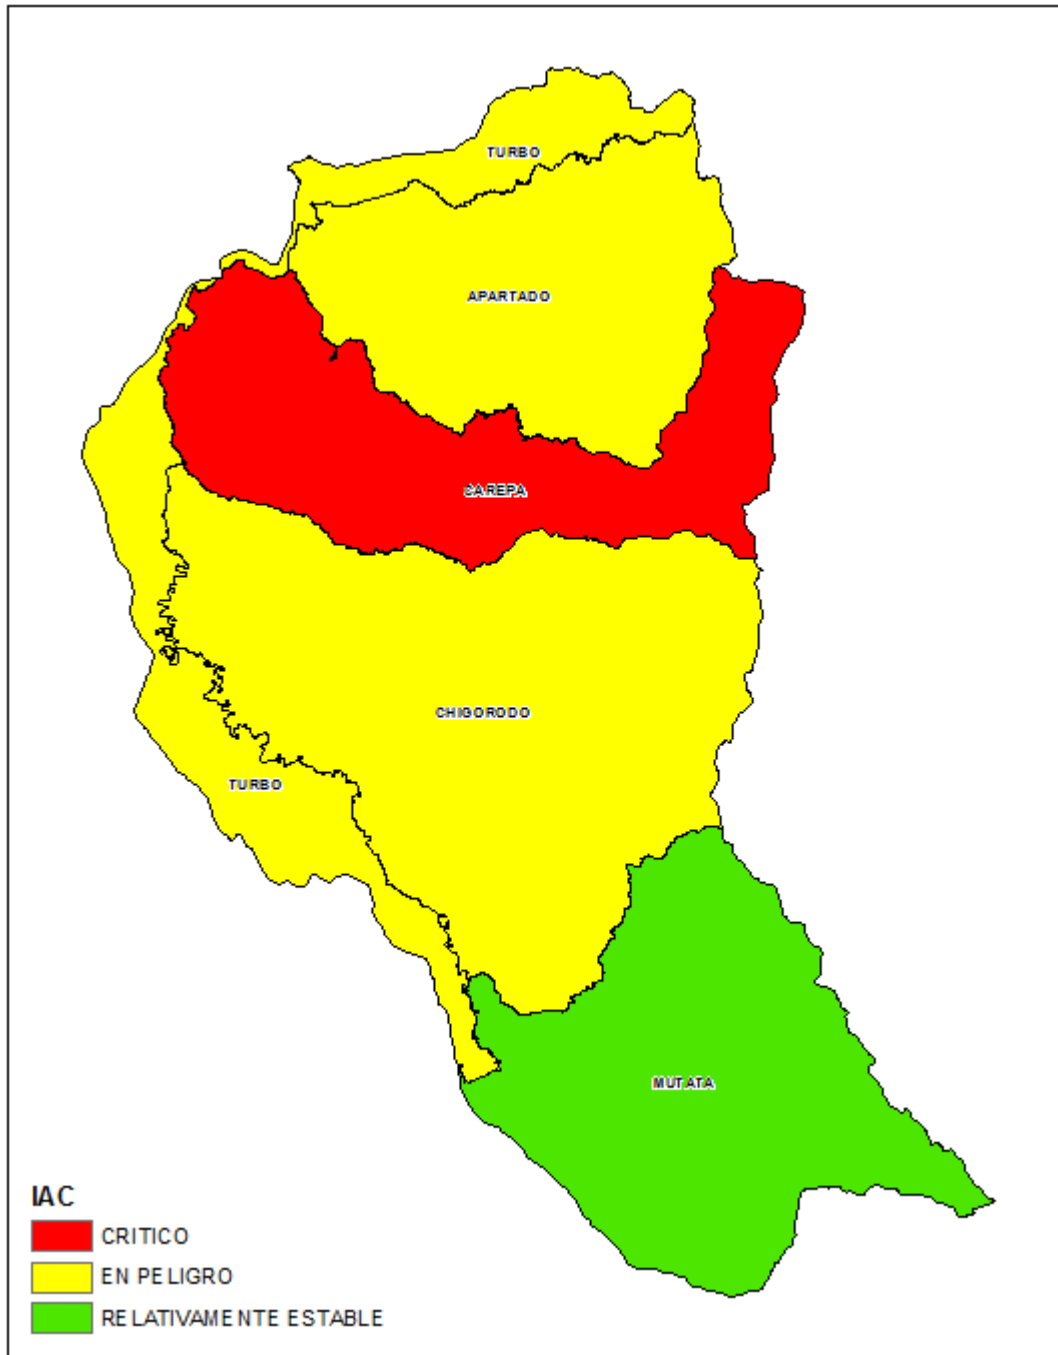 TURBO
APARTADO
CAREPA
CHIGORODO
TURBO
MUTATA
IAC
CRITICO
EN PELIGRO
RELATIVAMENTE ESTABLE